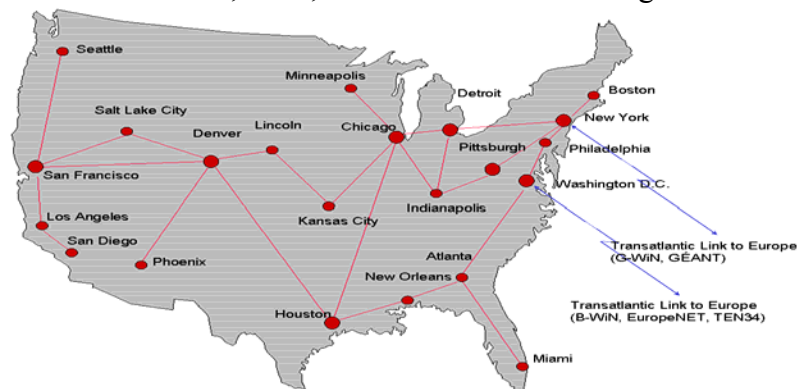 Seattle
Minneapolis
Detroit
Boston
Salt Lake City
New York
Denver
Lincoln
Chicago
Pittsburgh
Philadelphia
San Francisco
Washington D.C.
Kansas City
Indianapolis
Los Angeles
San Diego
Phoenix
Atlanta
Transatlantic Link to Europe
(G-WiN, GÉANT)
New Orleans
Houston
Transatlantic Link to Europe
(B-WiN, EuropeNET, TEN34)
Miami